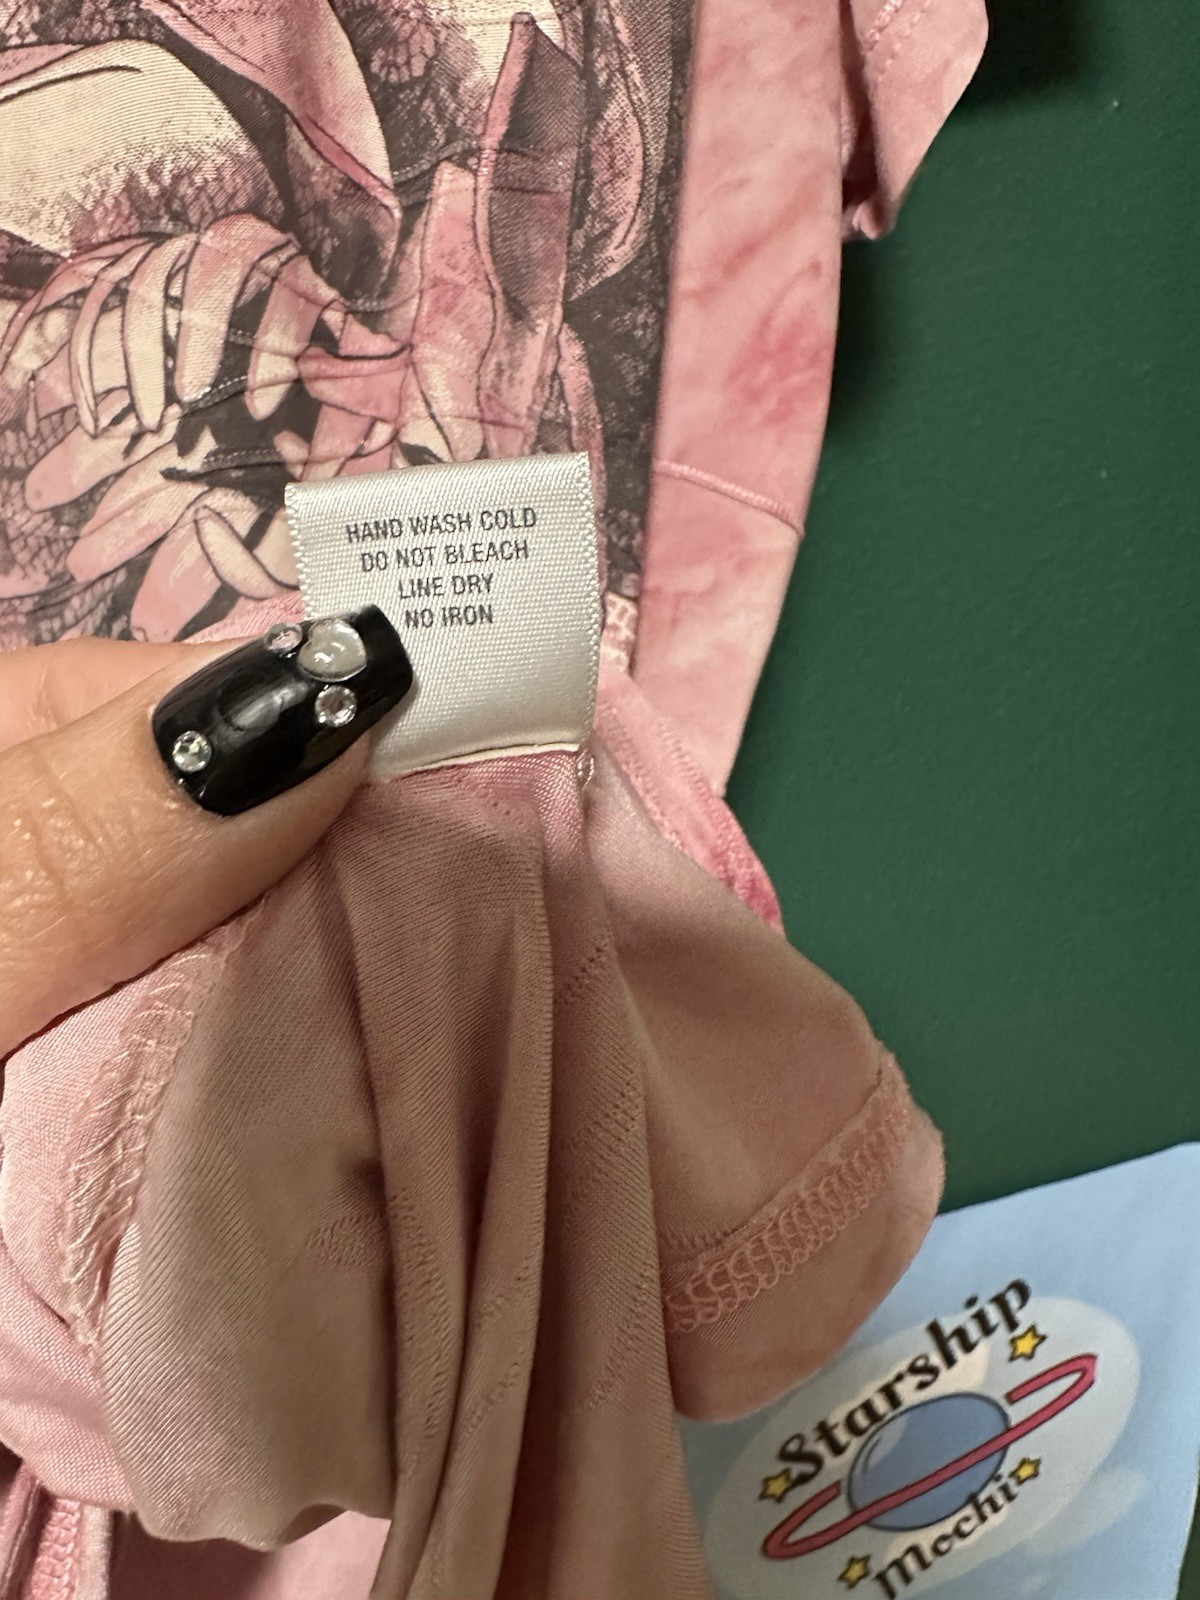 HAND WASH COLD
DO NOT BLEACH
LINE DRY
NO IRON
Starship
Mochi